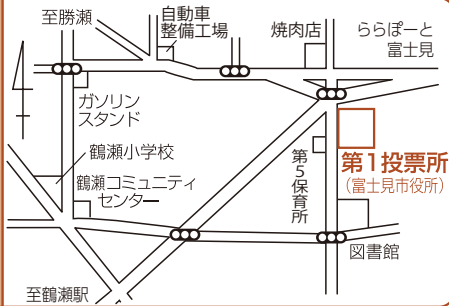 至勝瀬
自動車
整備工場
焼肉店
ららぽーと
富士見
ガソリン
スタンド
鶴瀬小学校
鶴瀬コミュニティ
センター
第5保育所
第1投票所
（富士見市役所）
図書館
至鶴瀬駅